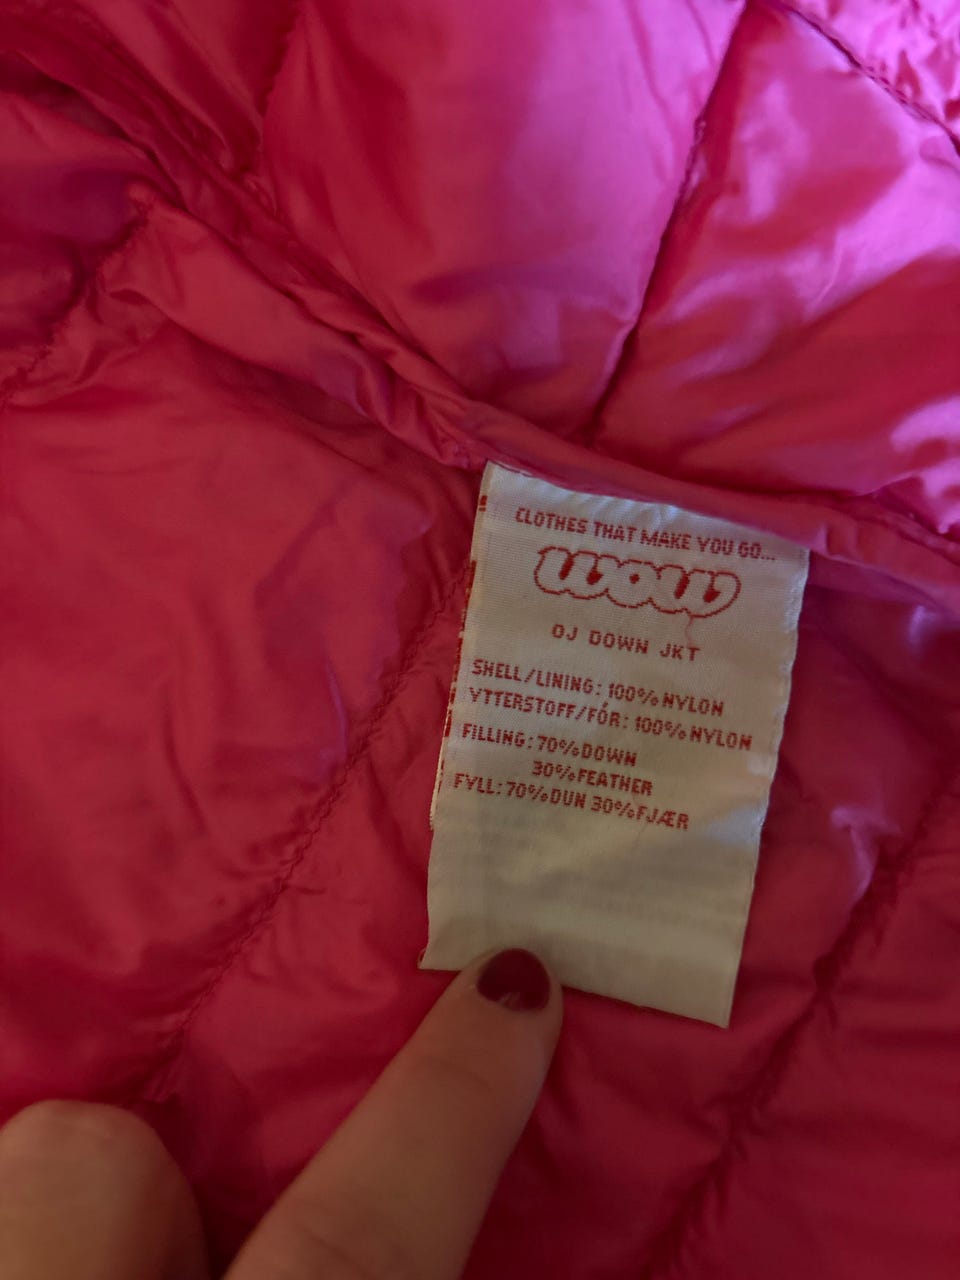 CLOTHES THAT MAKE YOU GO...
WOW
OJ DOWN JKT
SHELL/LINING: 100% NYLON
YTTERSTOFF/FÓR: 100% NYLON
FILLING: 70% DOWN
30% FEATHER
FYLL: 70% DUN 30% FJÆR